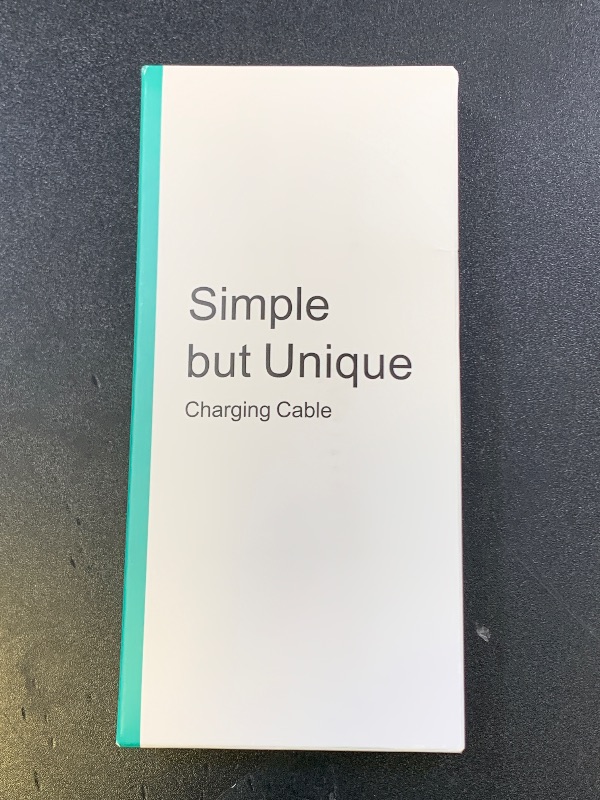 Simple
but Unique
Charging Cable